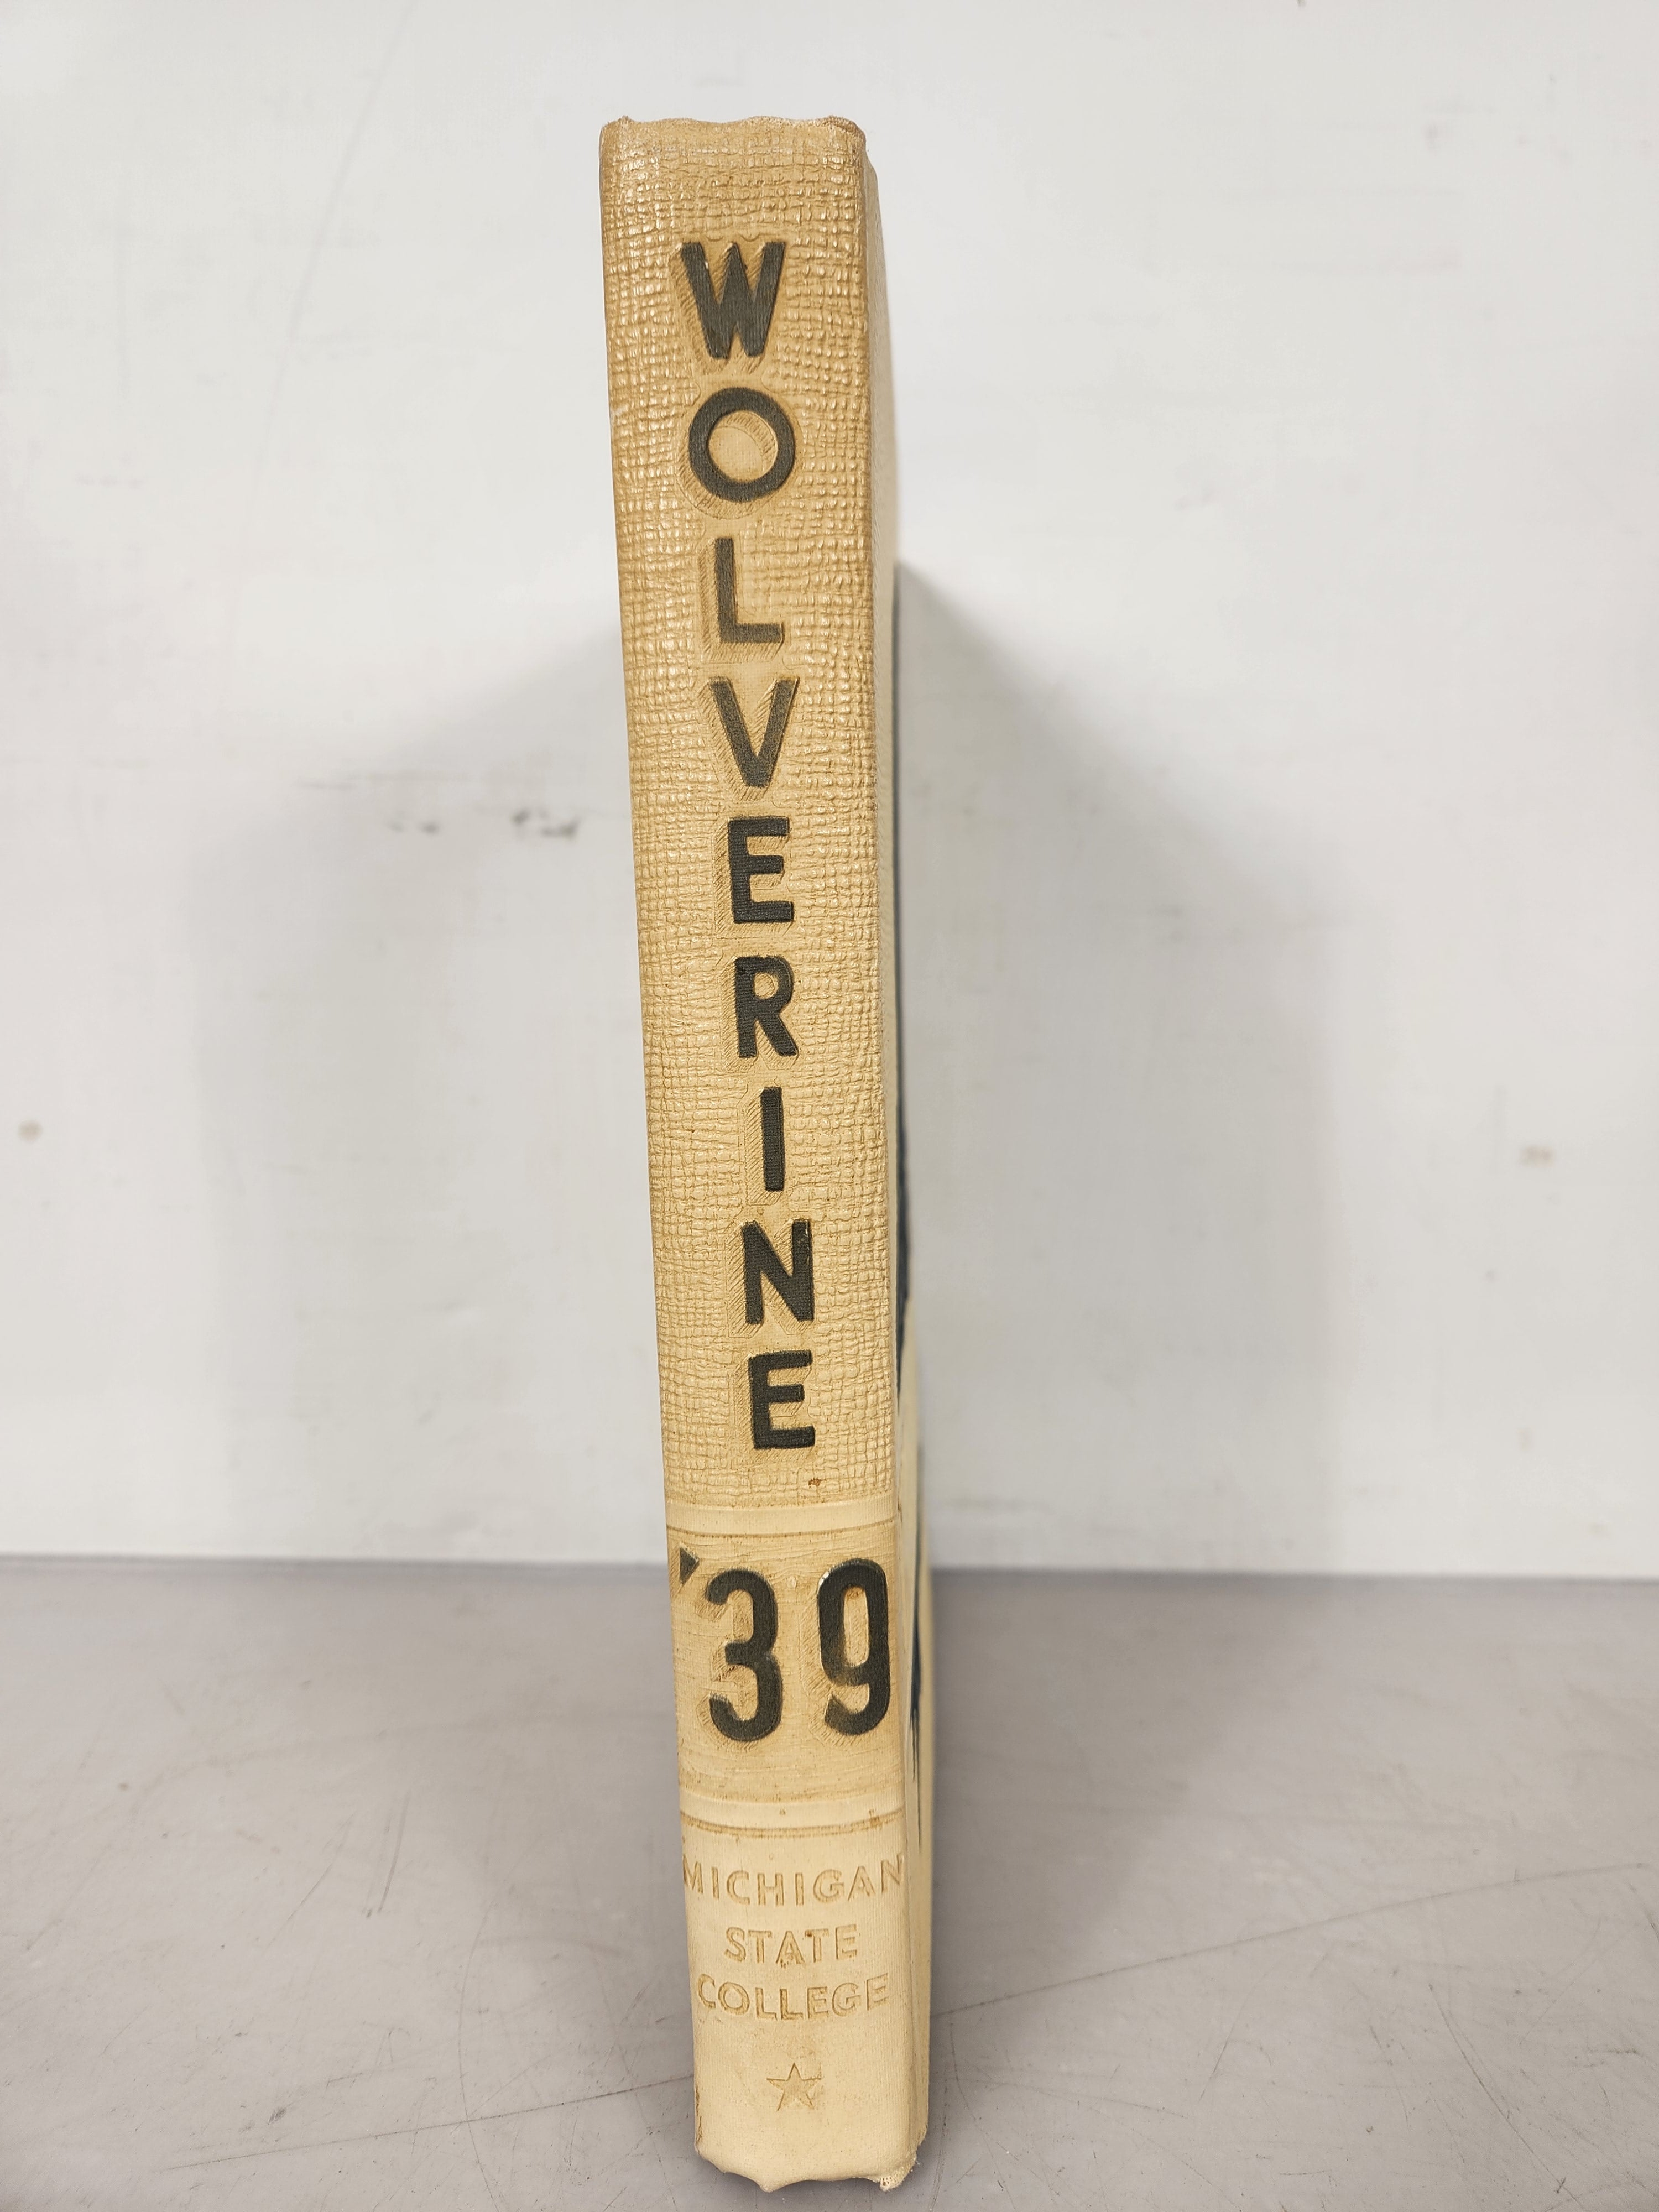 WOLVERINE
'39
MICHIGAN
STATE
COLLEGE